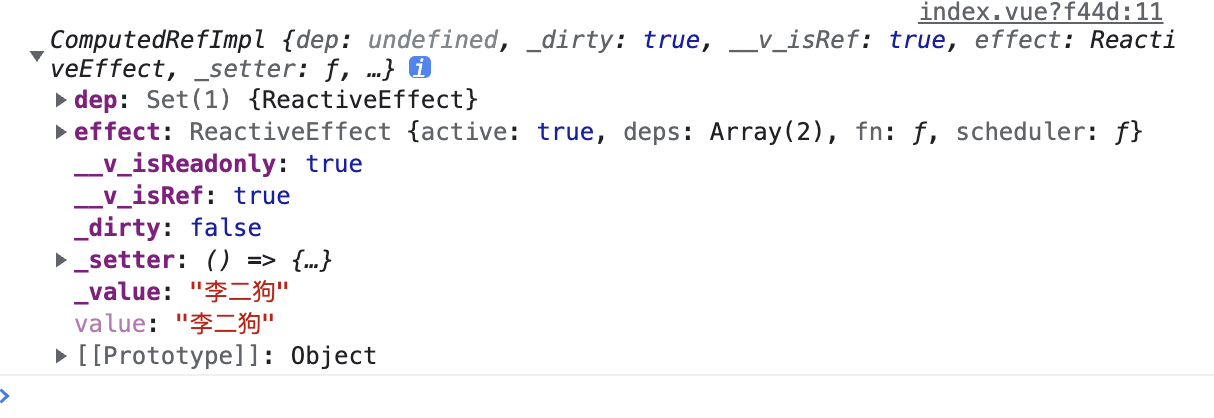 index.vue?f44d:11
ComputedRefImpl {dep: undefined, _dirty: true, __v_isRef: true, effect: Reacti
veEffect, _setter: ƒ, …} i
dep: Set(1) {ReactiveEffect}
effect: ReactiveEffect {active: true, deps: Array(2), fn: ƒ, scheduler: ƒ}
__v_isReadonly: true
__v_isRef: true
_dirty: false
_setter: () => {…}
_value: "李二狗"
value: "李二狗"
[[Prototype]]: Object